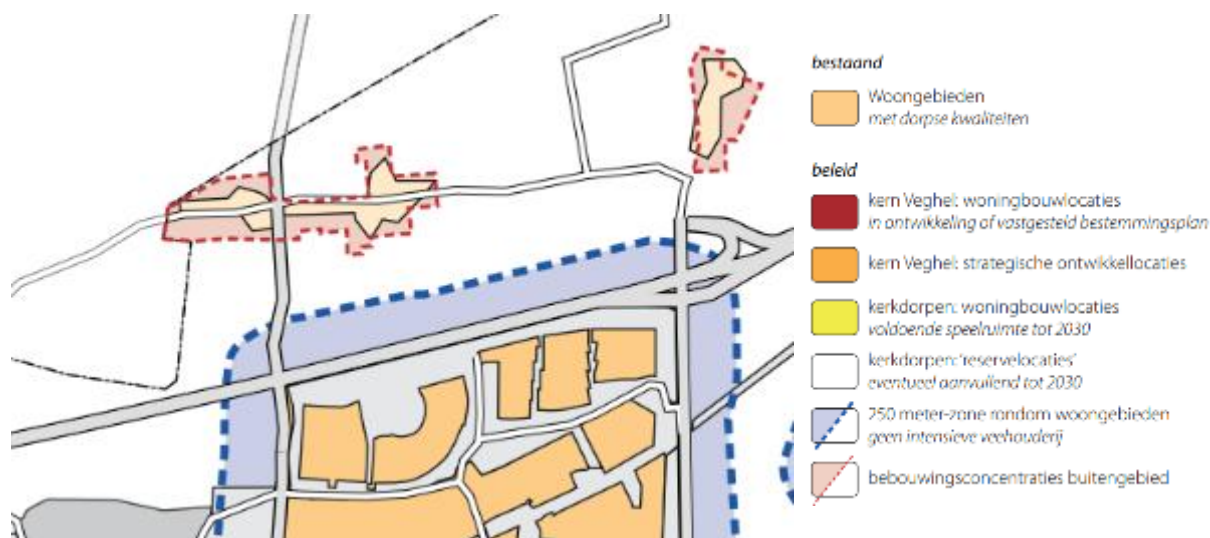 bestaand
Woongebieden
met dorpse kwaliteiten
beleid
kern Veghel: woningbouwlocaties
in ontwikkeling of vastgesteld bestemmingsplan
kern Veghel: strategische ontwikkellocaties
kerkdorpen: woningbouwlocaties
voldoende speelruimte tot 2030
kerkdorpen: 'reservelocaties'
eventueel aanvullend tot 2030
250 meter-zone rondom woongebieden
geen intensieve veehouderij
bebouwingsconcentraties buitengebied